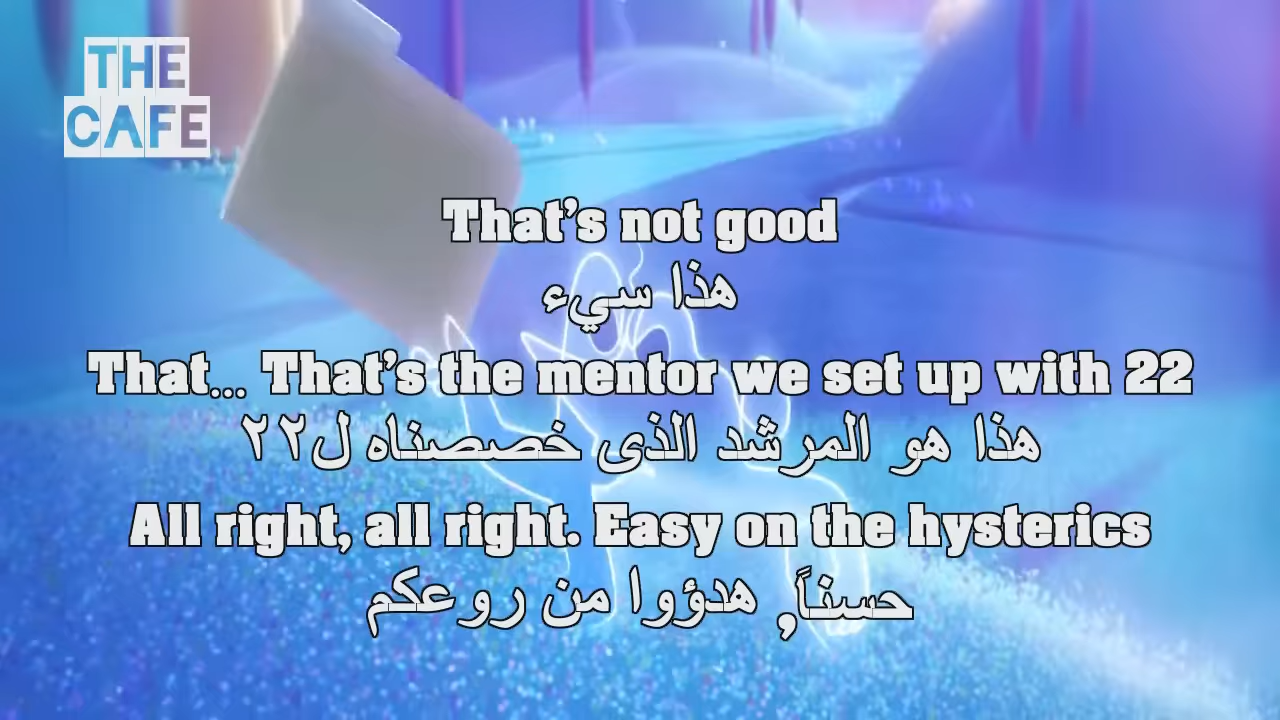 THE
CAFE
That's not good
هذا سيء
That... That's the mentor we set up with 22
هذا هو المرشد الذى خصصناه ل٢٢
All right, all right. Easy on the hysterics
حسناً, هدؤوا من روعكم